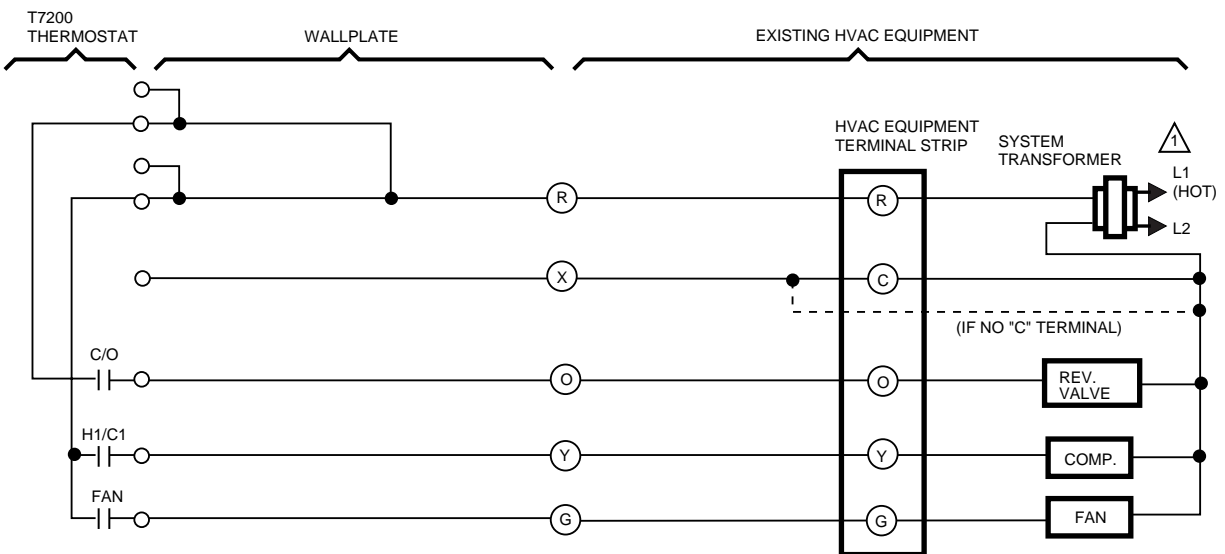 T7200
THERMOSTAT
WALLPLATE
EXISTING HVAC EQUIPMENT
HVAC EQUIPMENT
TERMINAL STRIP
SYSTEM
TRANSFORMER
1
L1
(HOT)
R
R
L2
X
C
(IF NO "C" TERMINAL)
C/O
O
O
REV.
VALVE
H1/C1
Y
Y
COMP.
FAN
G
G
FAN